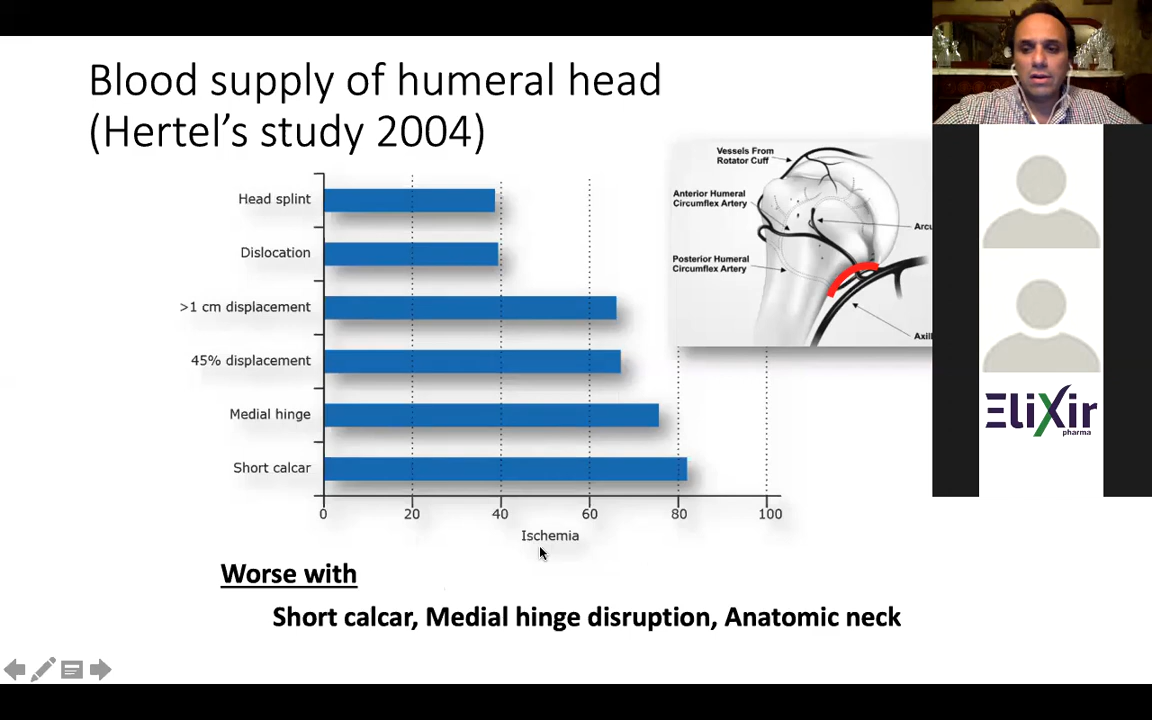 Blood supply of humeral head
(Hertel's study 2004)
Head splint
Dislocation
>1 cm displacement
45% displacement
Medial hinge
Short calcar
0 20 40 60 80 100
Ischemia
Vessels From
Rotator Cuff
Anterior Humeral
Circumflex Artery
Posterior Humeral
Circumflex Artery
Arcu
Axill
EliXir
pharma
Worse with
Short calcar, Medial hinge disruption, Anatomic neck